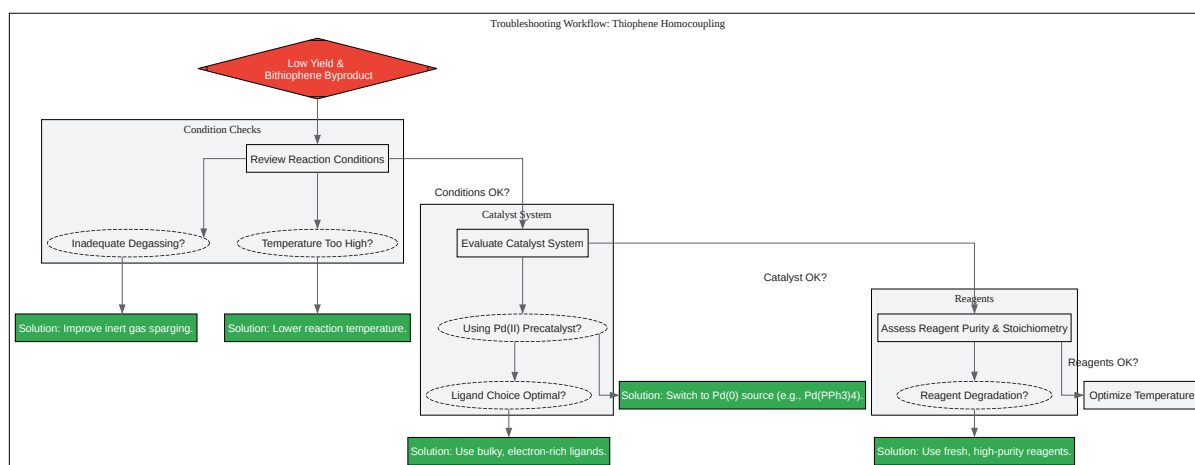 Troubleshooting Workflow: Thiophene Homocoupling
Low Yield &
Bithiophene Byproduct
Condition Checks
Review Reaction Conditions
Conditions OK?
Catalyst System
Inadequate Degassing?
Temperature Too High?
Evaluate Catalyst System
Catalyst OK?
Reagents
Solution: Improve inert gas sparging.
Solution: Lower reaction temperature.
Using Pd(II) Precatalyst?
Assess Reagent Purity & Stoichiometry
Reagents OK?
Ligand Choice Optimal?
Solution: Switch to Pd(0) source (e.g., Pd(PPh3)4).
Reagent Degradation?
Optimize Temperature
Solution: Use bulky, electron-rich ligands.
Solution: Use fresh, high-purity reagents.